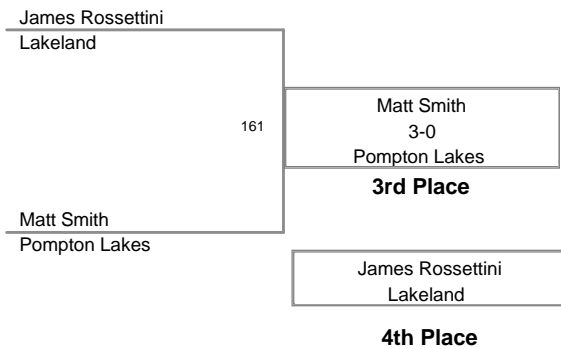 James Rossettini
Lakeland
161
Matt Smith
3-0
Pompton Lakes
3rd Place
Matt Smith
Pompton Lakes
James Rossettini
Lakeland
4th Place